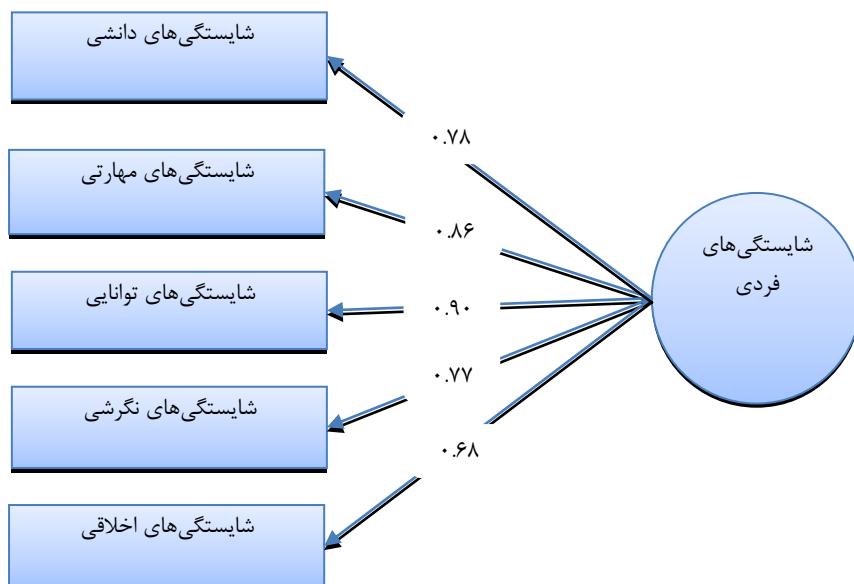 شایستگی‌های دانشی
۰.۷۸
شایستگی‌های مهارتی
۰.۸۶
شایستگی‌های
فردی
شایستگی‌های توانایی
۰.۹۰
۰.۷۷
شایستگی‌های نگرشی
۰.۶۸
شایستگی‌های اخلاقی